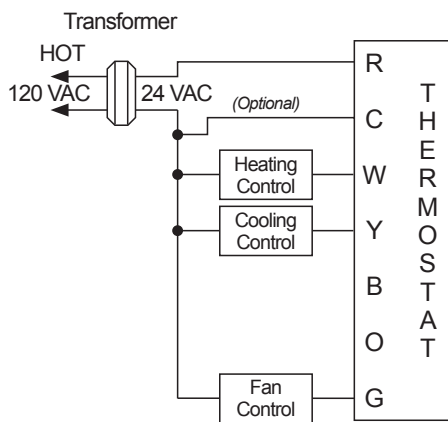 Transformer
HOT
120 VAC
24 VAC
(Optional)
Heating
Control
Cooling
Control
Fan
Control
R
C
W
Y
B
O
G
THERMOSTAT